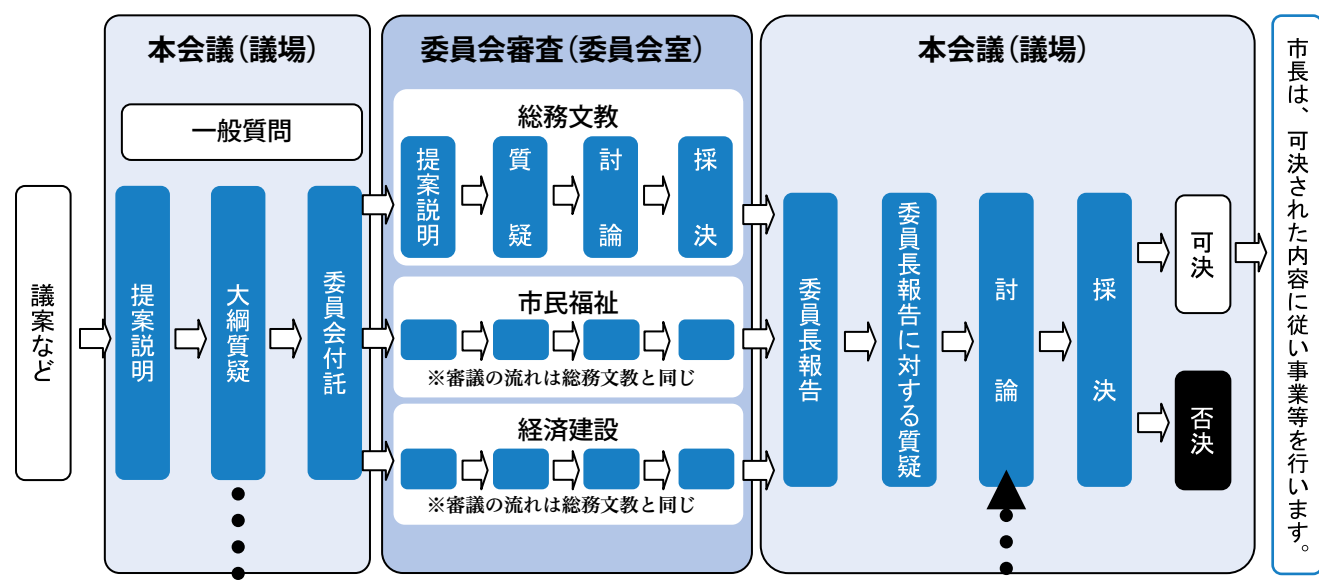 議案など
本会議（議場）
一般質問
提案説明
大綱質疑
委員会付託
委員会審査（委員会室）
総務文教
提案説明
質疑
討論
採決
市民福祉
※審議の流れは総務文教と同じ
経済建設
※審議の流れは総務文教と同じ
本会議（議場）
委員長報告
委員長報告に対する質疑
討論
採決
可決
否決
市長は、可決された内容に従い事業等を行います。